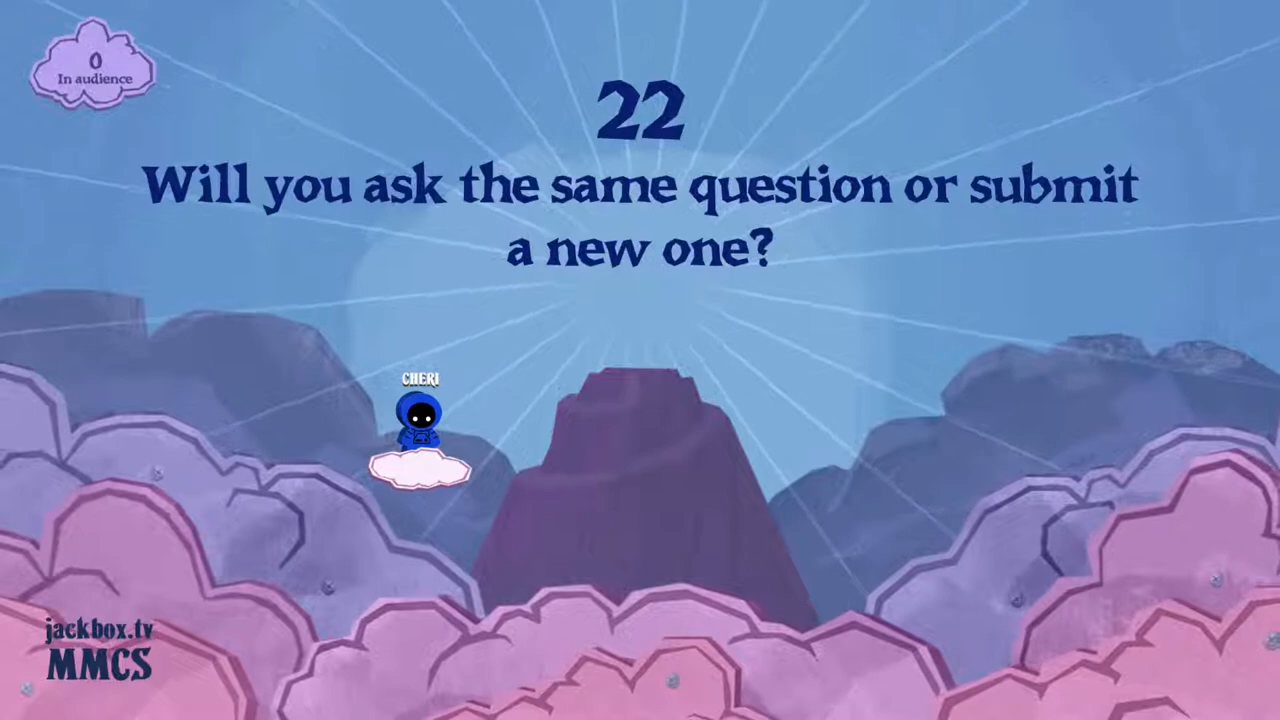 0
In audience
22
Will you ask the same question or submit
a new one?
CHERI
jackbox.tv
MMCS